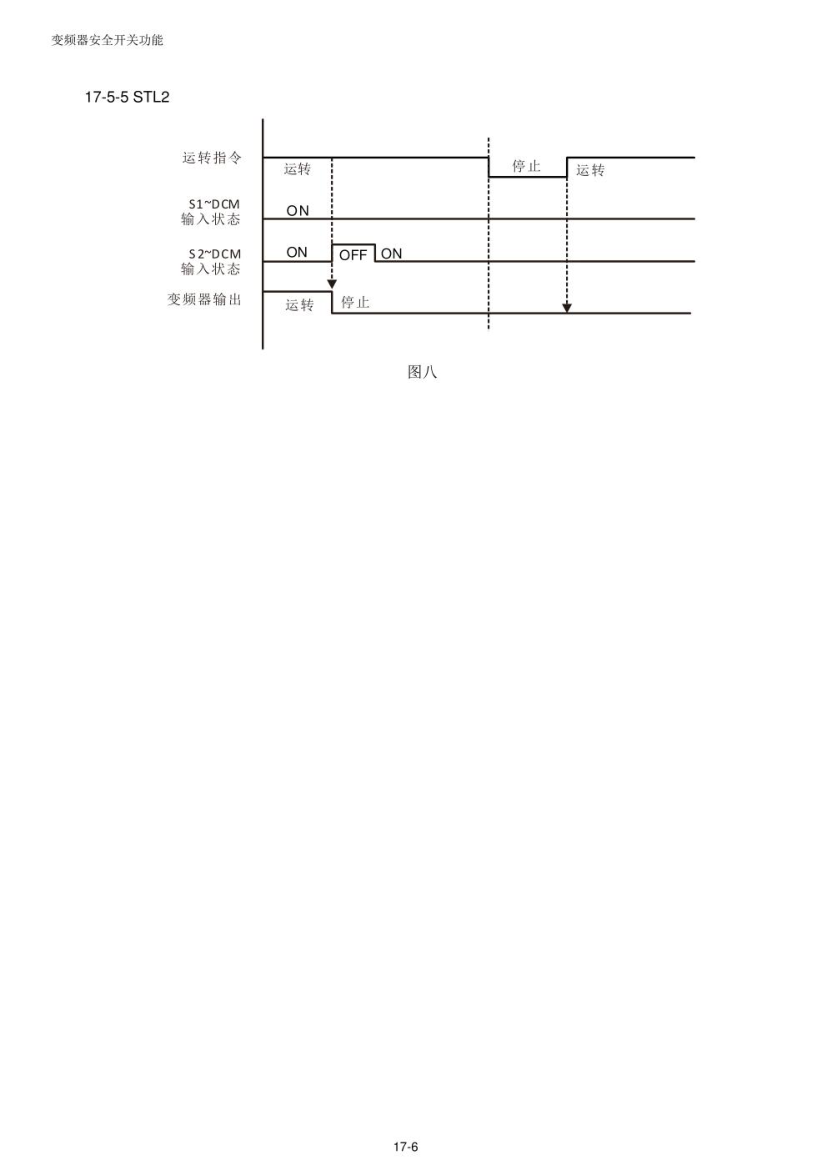 变频器安全开关功能
17-5-5 STL2
运转指令
运转
停止
运转
S1~DCM
输入状态
ON
S2~DCM
输入状态
ON
OFF
ON
变频器输出
运转
停止
图八
17-6